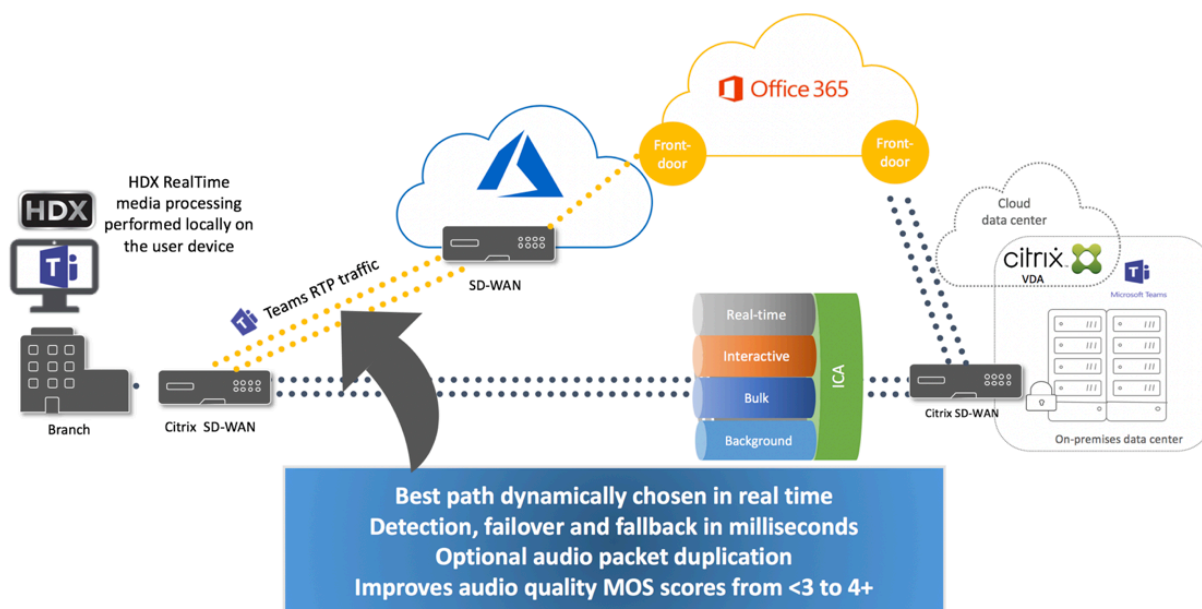 Office 365
Front-
door
Front-
door
HDX
HDX RealTime
media processing
performed locally on
the user device
Cloud
data center
citrix
VDA
Microsoft Teams
SD-WAN
Teams RTP traffic
Real-time
Interactive
Bulk
Background
ICA
Branch
Citrix SD-WAN
Citrix SD-WAN
On-premises data center
Best path dynamically chosen in real time
Detection, failover and fallback in milliseconds
Optional audio packet duplication
Improves audio quality MOS scores from <3 to 4+